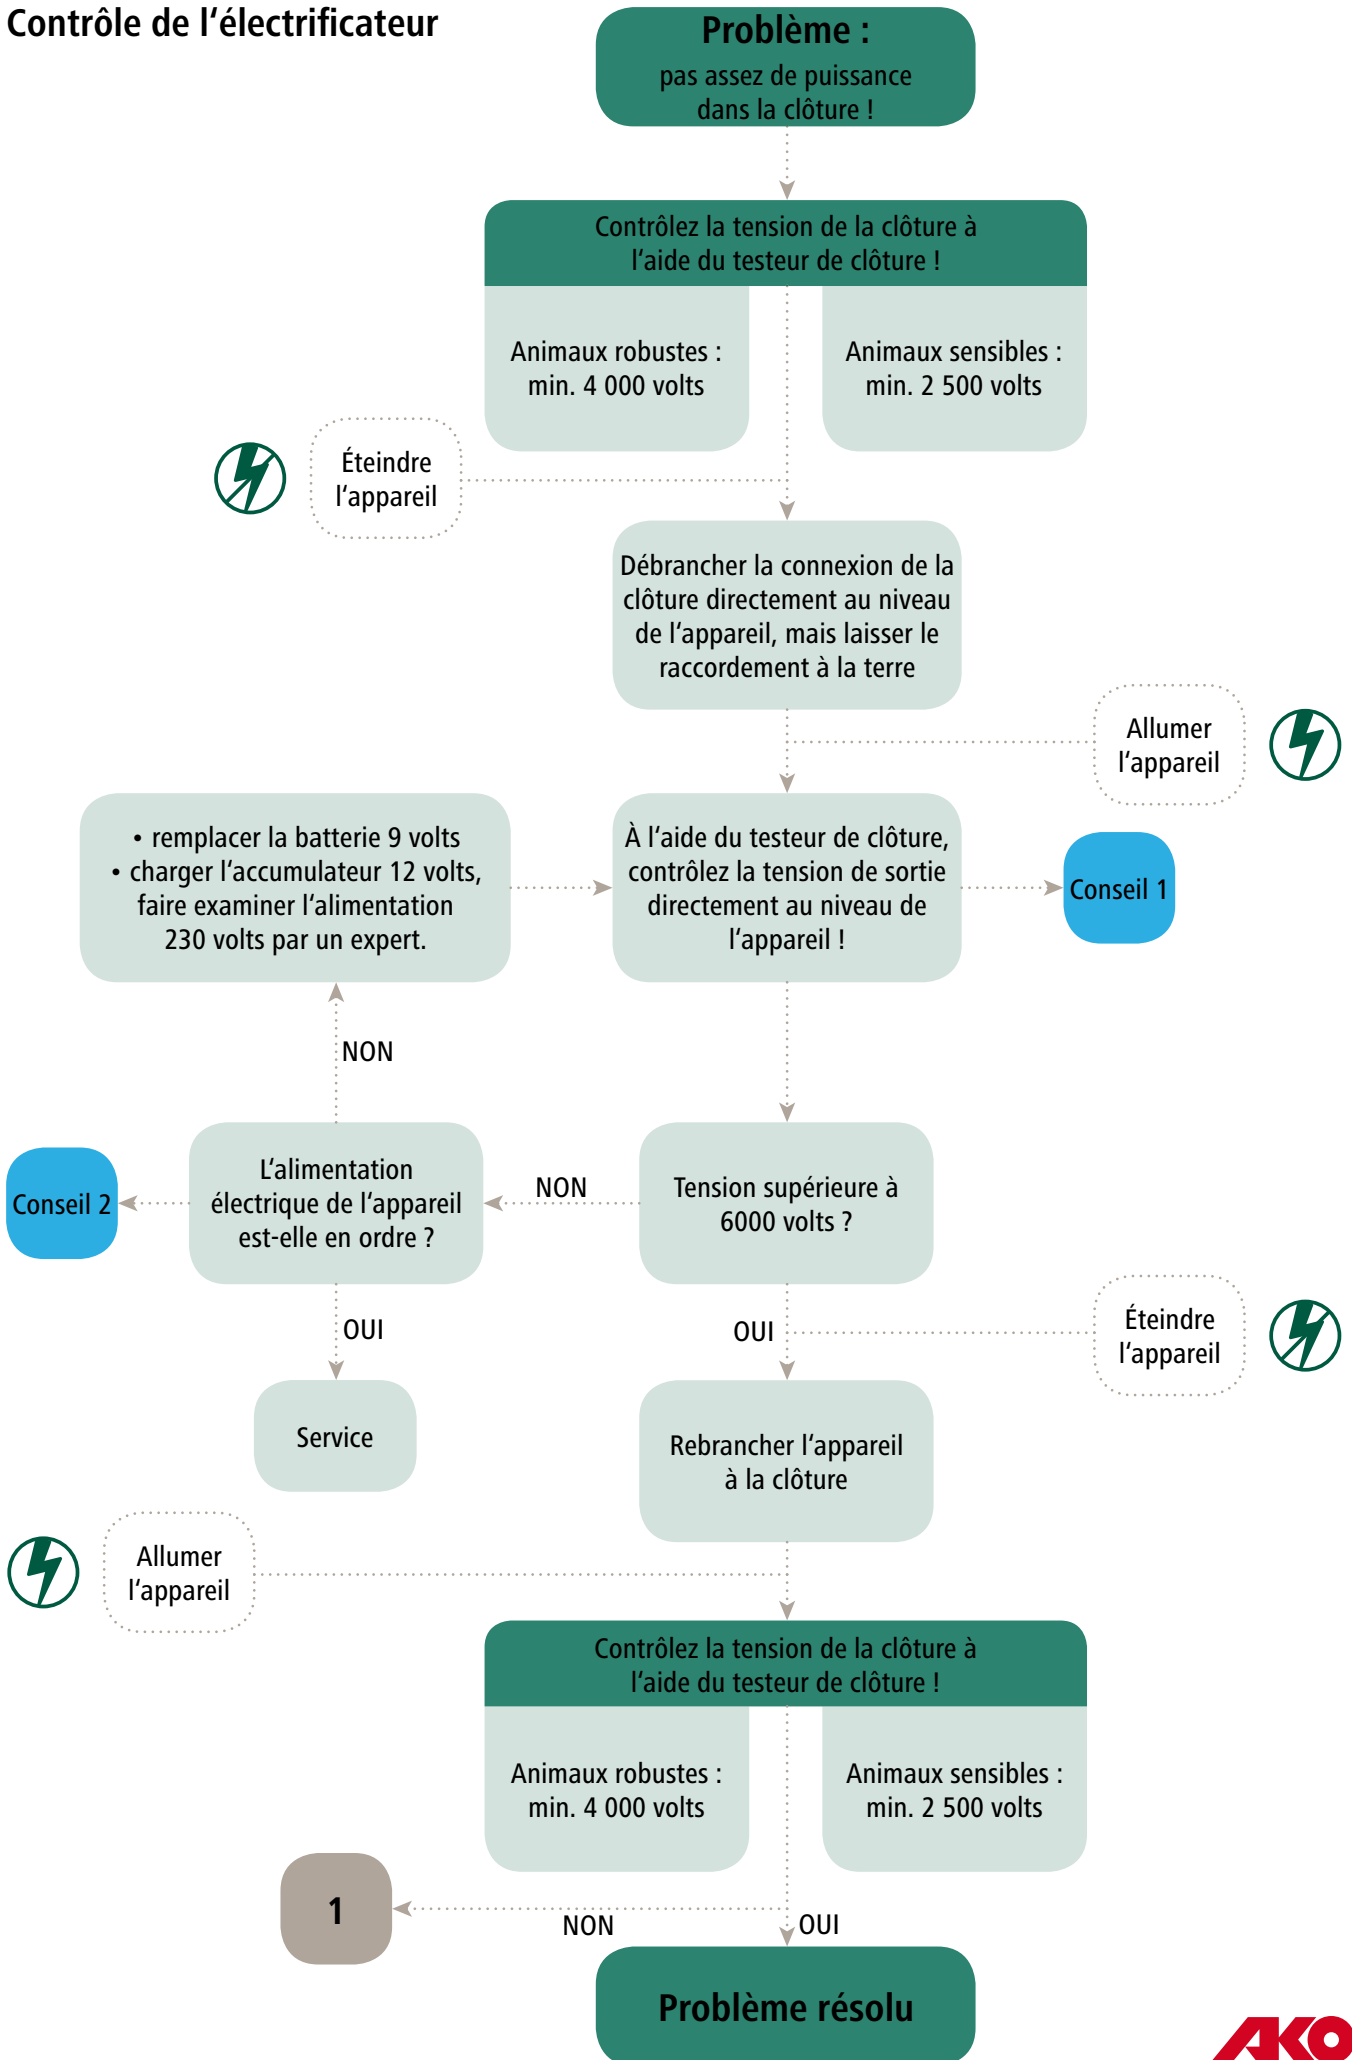 Contrôle de l‘électrificateur
Problème :
pas assez de puissance
dans la clôture !
Contrôlez la tension de la clôture à
l‘aide du testeur de clôture !
Animaux robustes :
min. 4 000 volts
Animaux sensibles :
min. 2 500 volts
Éteindre
l‘appareil
Débrancher la connexion de la
clôture directement au niveau
de l‘appareil, mais laisser le
raccordement à la terre
Allumer
l‘appareil
• remplacer la batterie 9 volts
• charger l‘accumulateur 12 volts,
faire examiner l‘alimentation
230 volts par un expert.
À l‘aide du testeur de clôture,
contrôlez la tension de sortie
directement au niveau de
l‘appareil !
Conseil 1
NON
Conseil 2
L‘alimentation
électrique de l‘appareil
est-elle en ordre ?
NON
Tension supérieure à
6000 volts ?
OUI
OUI
Éteindre
l‘appareil
Service
Rebrancher l‘appareil
à la clôture
Allumer
l‘appareil
Contrôlez la tension de la clôture à
l‘aide du testeur de clôture !
Animaux robustes :
min. 4 000 volts
Animaux sensibles :
min. 2 500 volts
1
NON
OUI
Problème résolu
AKO